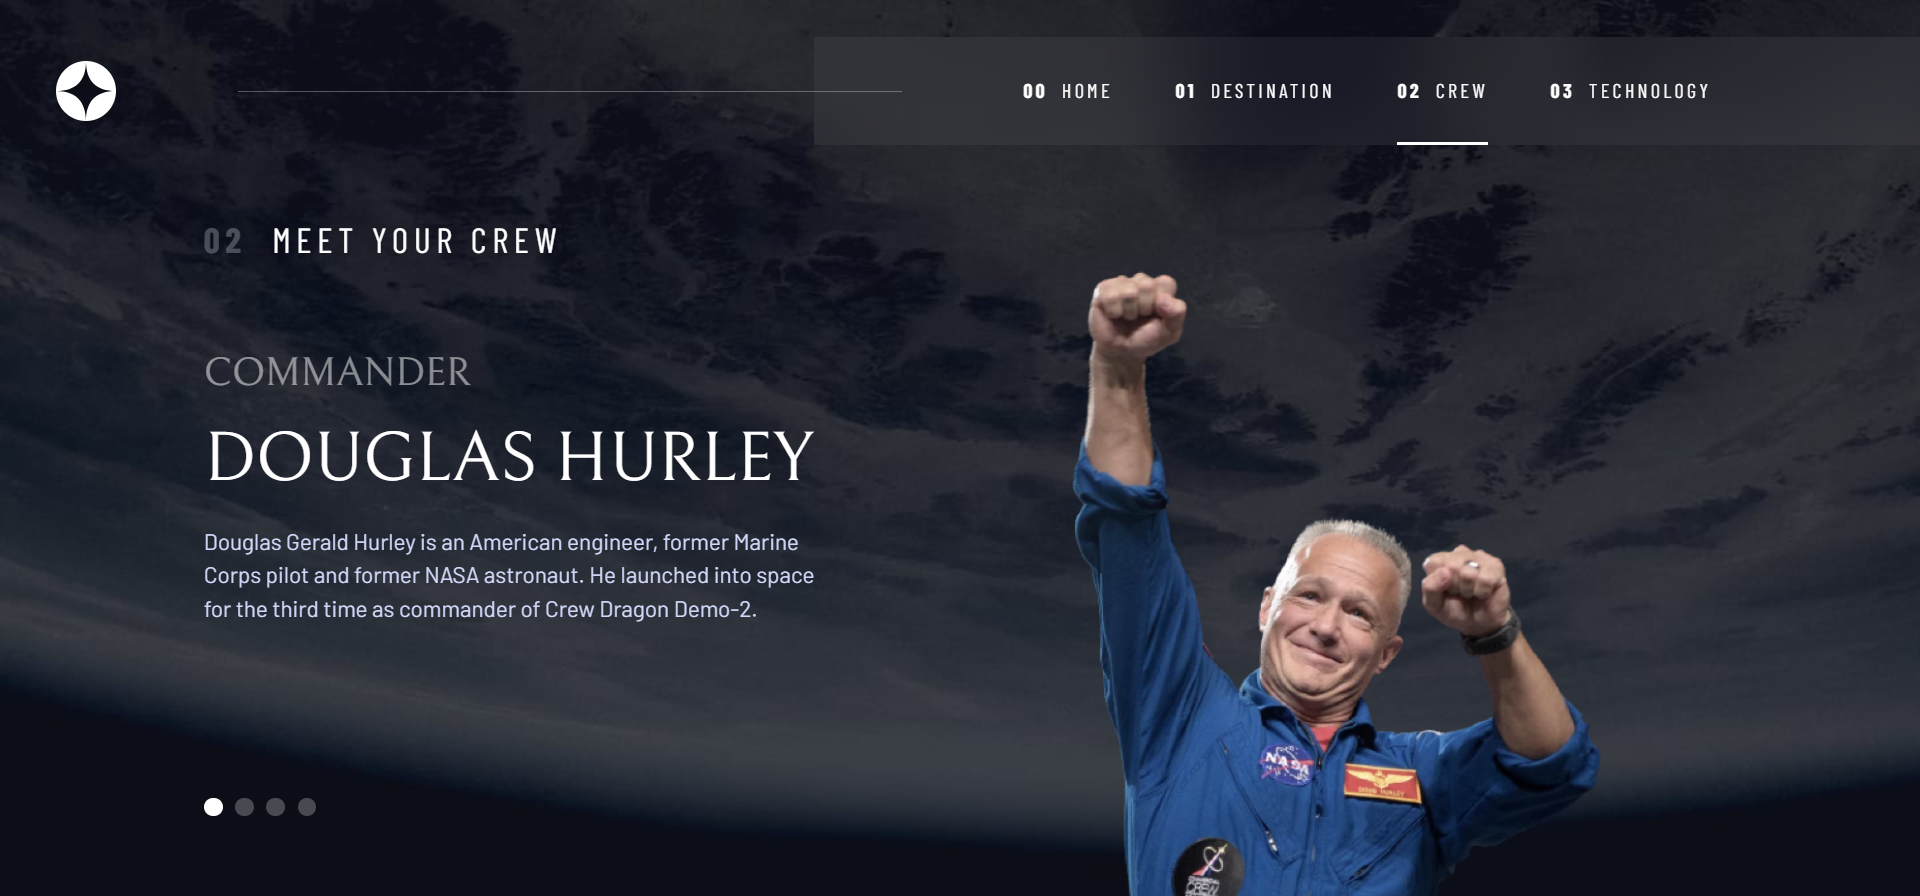 00 HOME 01 DESTINATION 02 CREW 03 TECHNOLOGY
02 MEET YOUR CREW
COMMANDER
DOUGLAS HURLEY
Douglas Gerald Hurley is an American engineer, former Marine
Corps pilot and former NASA astronaut. He launched into space
for the third time as commander of Crew Dragon Demo-2.
NASA
DOUG HURLEY
CREW